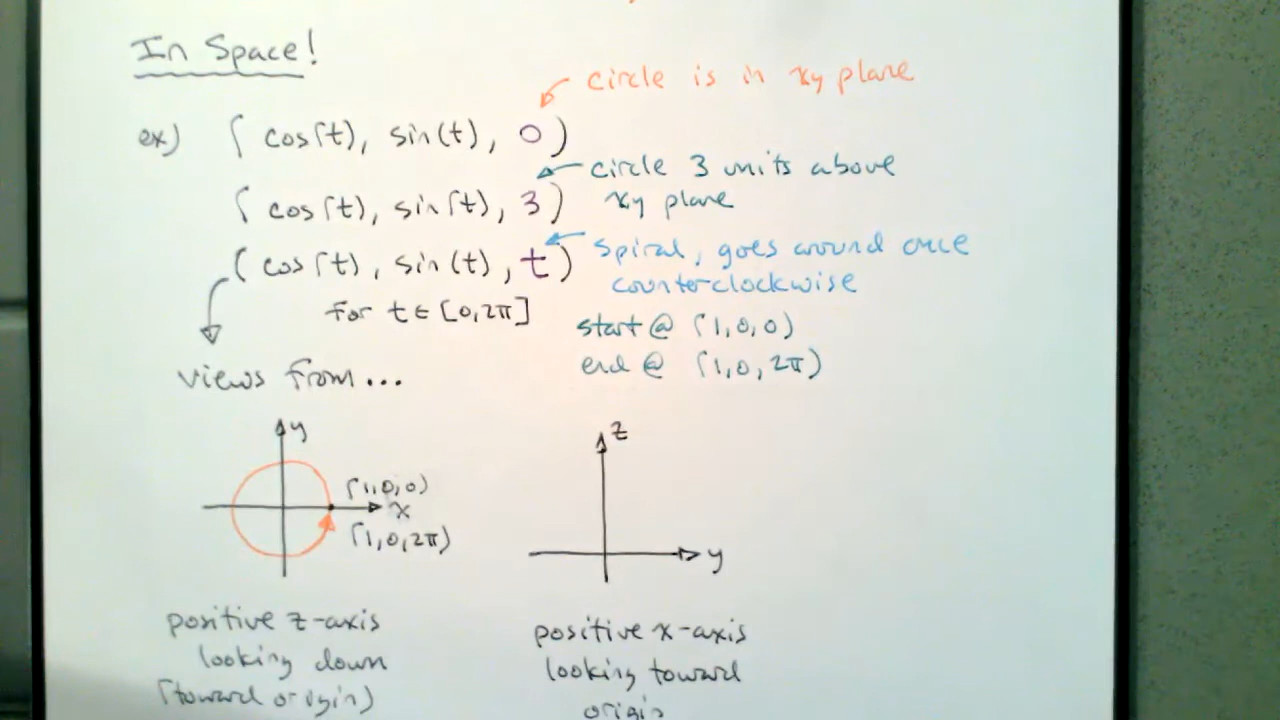 In Space!
circle is in xy plane
ex) (cos(t), sin(t), 0)
circle 3 units above
(cos(t), sin(t), 3) xy plane
(cos(t), sin(t), t) spiral, goes around once
counterclockwise
for t ∈ [0,2π]
start @ (1,0,0)
end @ (1,0,2π)
views from...
y
(1,0,0)
x
(1,0,2π)
z
y
positive z-axis
looking down
(toward origin)
positive x-axis
looking toward
origin